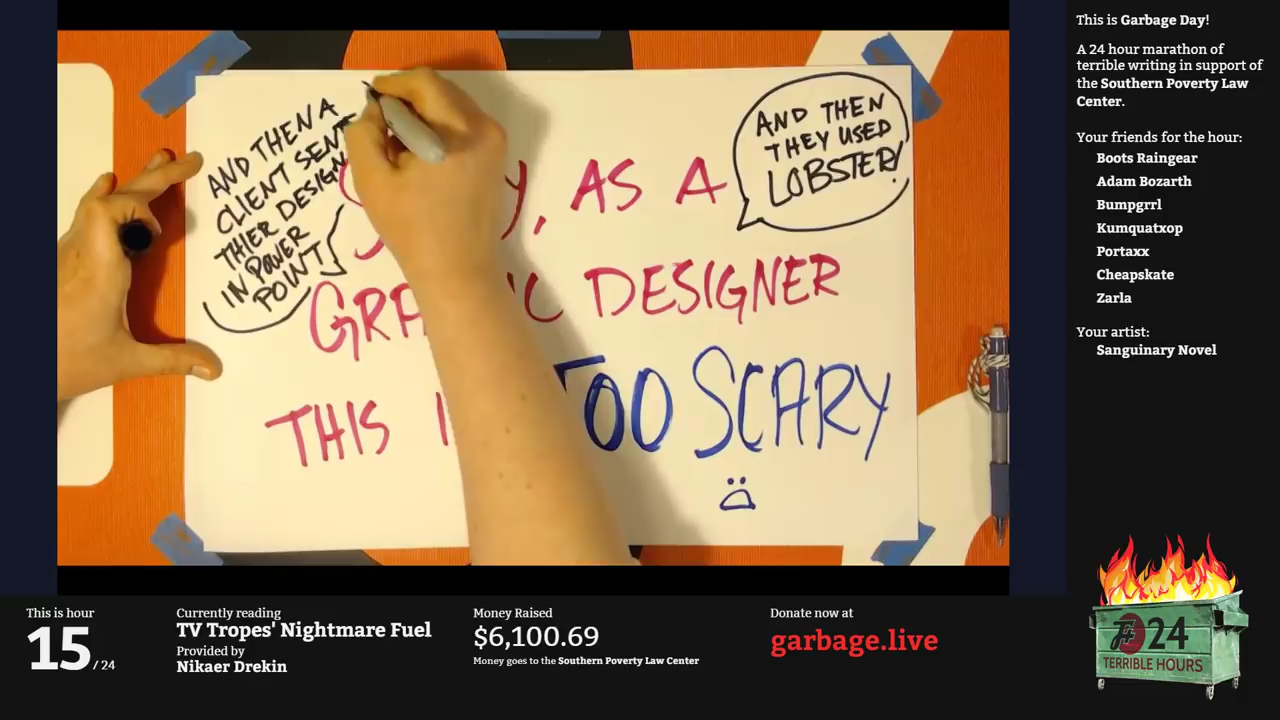 AND THEN A
CLIENT SENT
THIER DESIGN
IN POWER
POINT
AND THEN
THEY USED
LOBSTER!
AS A
DESIGNER
THIS
TOO SCARY
This is Garbage Day!
A 24 hour marathon of
terrible writing in support of
the Southern Poverty Law
Center.
Your friends for the hour:
Boots Raingear
Adam Bozarth
Bumpgrrl
Kumquatxop
Portaxx
Cheapskate
Zarla
Your artist:
Sanguinary Novel
24
TERRIBLE HOURS
This is hour
15 / 24
Currently reading
TV Tropes' Nightmare Fuel
Provided by
Nikaer Drekin
Money Raised
$6,100.69
Money goes to the Southern Poverty Law Center
Donate now at
garbage.live